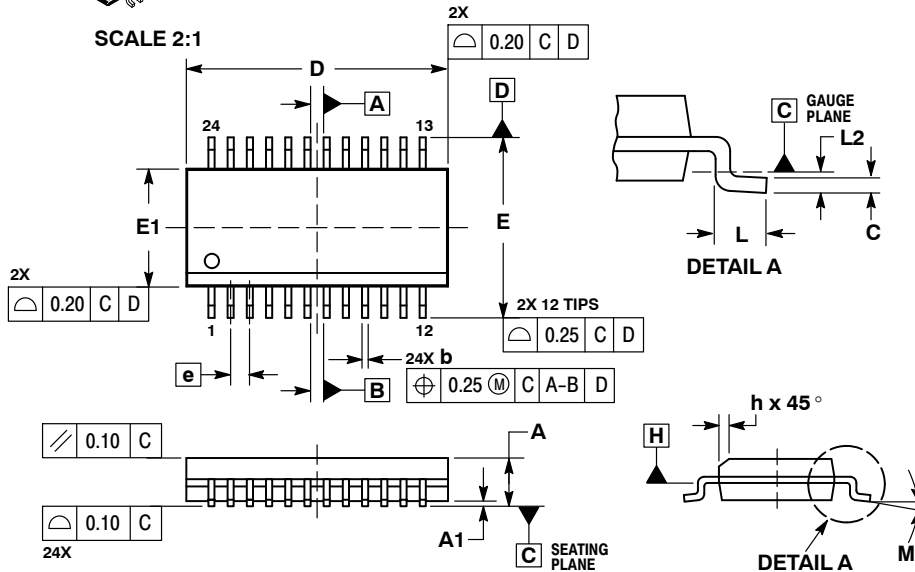 SCALE 2:1
2X
⌓ 0.20 C D
D
A
D
24
13
E1
E
2X
⌓ 0.20 C D
1
12
2X 12 TIPS
⌓ 0.25 C D
e
24X b
B
⌖ 0.25 Ⓜ C A-B D
C GAUGE
PLANE
L2
L
C
DETAIL A
// 0.10 C
A
⌓ 0.10 C
24X
A1
C SEATING
PLANE
h x 45°
H
M
DETAIL A